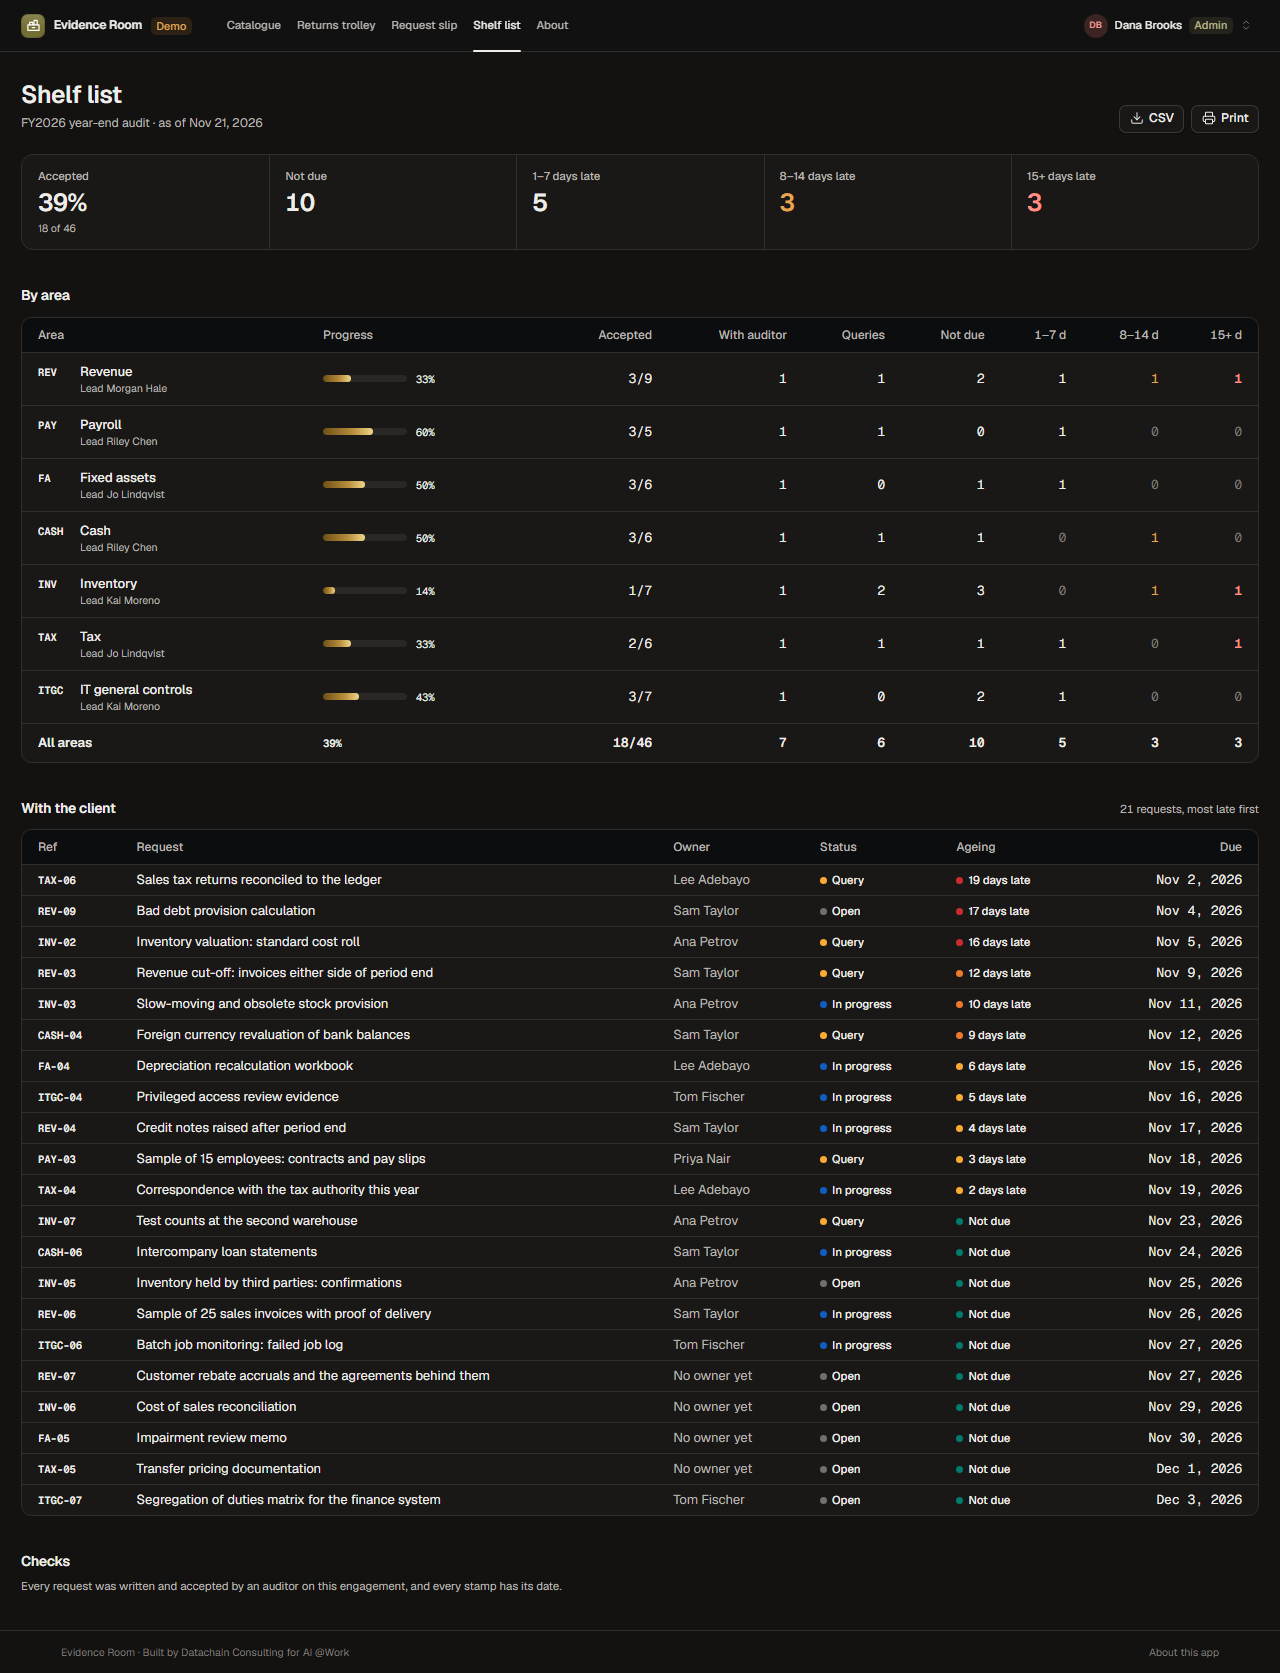 Evidence Room Demo Catalogue Returns trolley Request slip Shelf list About DB Dana Brooks Admin
Shelf list
FY2026 year-end audit · as of Nov 21, 2026
CSV Print
Accepted Not due 1–7 days late 8–14 days late 15+ days late
39% 10 5 3 3
18 of 46
By area
Area Progress Accepted With auditor Queries Not due 1–7 d 8–14 d 15+ d
REV Revenue 33% 3/9 1 1 2 1 1 1
Lead Morgan Hale
PAY Payroll 60% 3/5 1 1 0 1 0 0
Lead Riley Chen
FA Fixed assets 50% 3/6 1 0 1 1 0 0
Lead Jo Lindqvist
CASH Cash 50% 3/6 1 1 1 0 1 0
Lead Riley Chen
INV Inventory 14% 1/7 1 2 3 0 1 1
Lead Kai Moreno
TAX Tax 33% 2/6 1 1 1 1 0 1
Lead Jo Lindqvist
ITGC IT general controls 43% 3/7 1 0 2 1 0 0
Lead Kai Moreno
All areas 39% 18/46 7 6 10 5 3 3
With the client 21 requests, most late first
Ref Request Owner Status Ageing Due
TAX-06 Sales tax returns reconciled to the ledger Lee Adebayo Query 19 days late Nov 2, 2026
REV-09 Bad debt provision calculation Sam Taylor Open 17 days late Nov 4, 2026
INV-02 Inventory valuation: standard cost roll Ana Petrov Query 16 days late Nov 5, 2026
REV-03 Revenue cut-off: invoices either side of period end Sam Taylor Query 12 days late Nov 9, 2026
INV-03 Slow-moving and obsolete stock provision Ana Petrov In progress 10 days late Nov 11, 2026
CASH-04 Foreign currency revaluation of bank balances Sam Taylor Query 9 days late Nov 12, 2026
FA-04 Depreciation recalculation workbook Lee Adebayo In progress 6 days late Nov 15, 2026
ITGC-04 Privileged access review evidence Tom Fischer In progress 5 days late Nov 16, 2026
REV-04 Credit notes raised after period end Sam Taylor In progress 4 days late Nov 17, 2026
PAY-03 Sample of 15 employees: contracts and pay slips Priya Nair Query 3 days late Nov 18, 2026
TAX-04 Correspondence with the tax authority this year Lee Adebayo In progress 2 days late Nov 19, 2026
INV-07 Test counts at the second warehouse Ana Petrov Query Not due Nov 23, 2026
CASH-06 Intercompany loan statements Sam Taylor In progress Not due Nov 24, 2026
INV-05 Inventory held by third parties: confirmations Ana Petrov Open Not due Nov 25, 2026
REV-06 Sample of 25 sales invoices with proof of delivery Sam Taylor In progress Not due Nov 26, 2026
ITGC-06 Batch job monitoring: failed job log Tom Fischer In progress Not due Nov 27, 2026
REV-07 Customer rebate accruals and the agreements behind them No owner yet Open Not due Nov 27, 2026
INV-06 Cost of sales reconciliation No owner yet Open Not due Nov 29, 2026
FA-05 Impairment review memo No owner yet Open Not due Nov 30, 2026
TAX-05 Transfer pricing documentation No owner yet Open Not due Dec 1, 2026
ITGC-07 Segregation of duties matrix for the finance system Tom Fischer Open Not due Dec 3, 2026
Checks
Every request was written and accepted by an auditor on this engagement, and every stamp has its date.
Evidence Room · Built by Datachain Consulting for AI @Work About this app